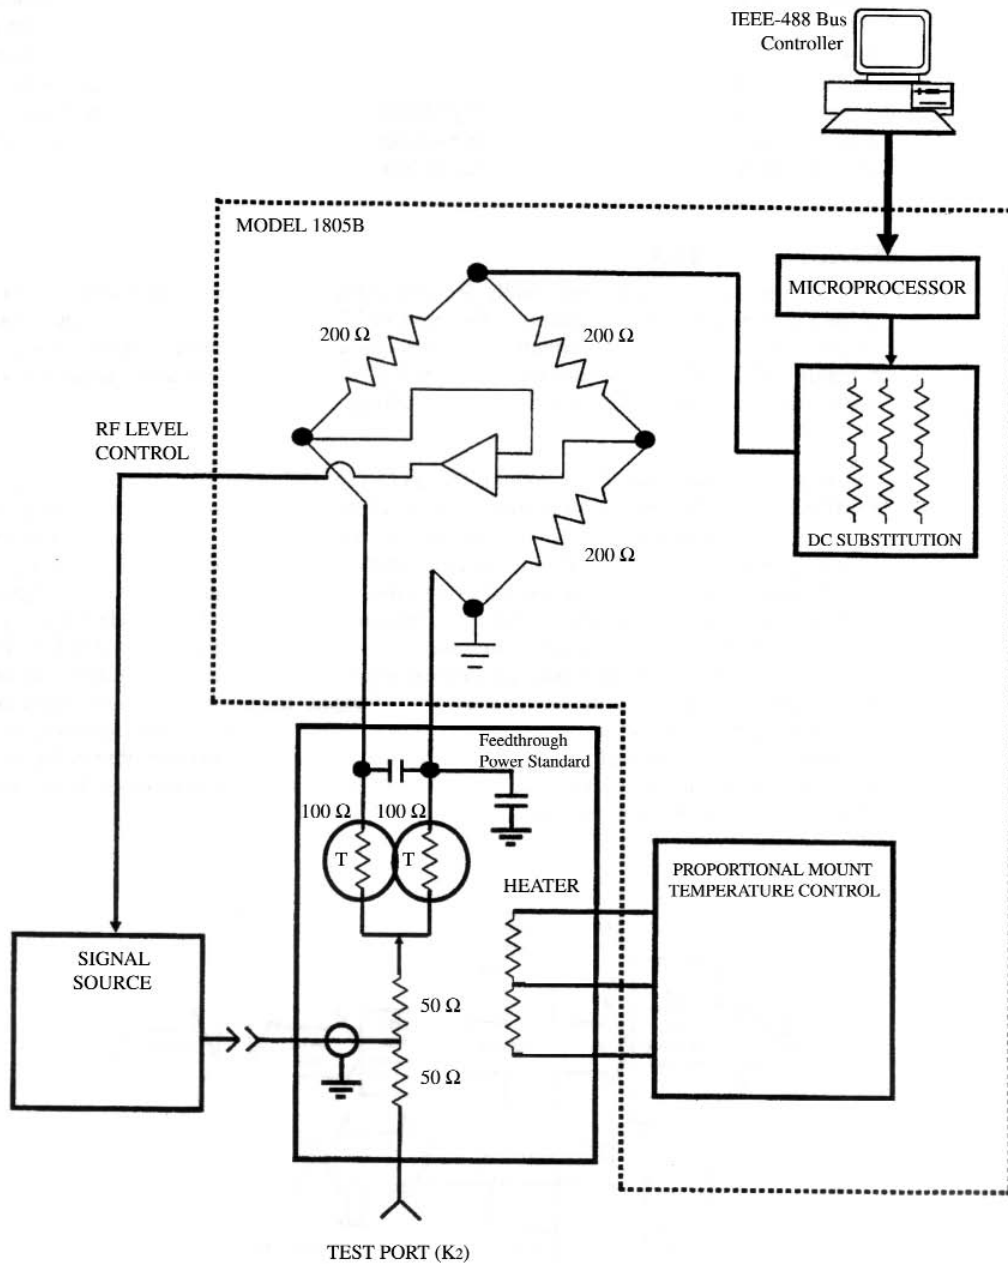 IEEE-488 Bus
Controller
MODEL 1805B
MICROPROCESSOR
200 Ω
200 Ω
RF LEVEL
CONTROL
DC SUBSTITUTION
200 Ω
Feedthrough
Power Standard
100 Ω
100 Ω
T
T
HEATER
PROPORTIONAL MOUNT
TEMPERATURE CONTROL
SIGNAL
SOURCE
50 Ω
50 Ω
TEST PORT (K2)